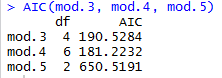 > AIC(mod.3, mod.4, mod.5)
      df      AIC
mod.3  4 190.5284
mod.4  6 181.2232
mod.5  2 650.5191